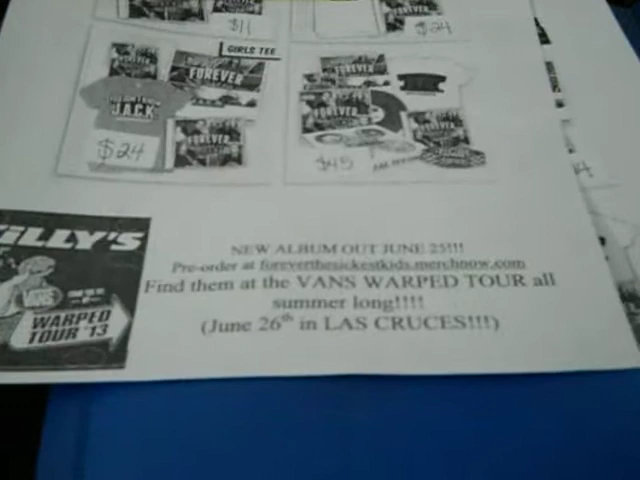 $11
$24
GIRLS TEE
FOREVER
FOREVER
JACK
FOREVER
$24
$45
ILLY'S
WARPED
TOUR '13
NEW ALBUM OUT JUNE 25!!!
Pre-order at foreverthesickestkids.merchnow.com
Find them at the VANS WARPED TOUR all
summer long!!!!
(June 26th in LAS CRUCES!!!)